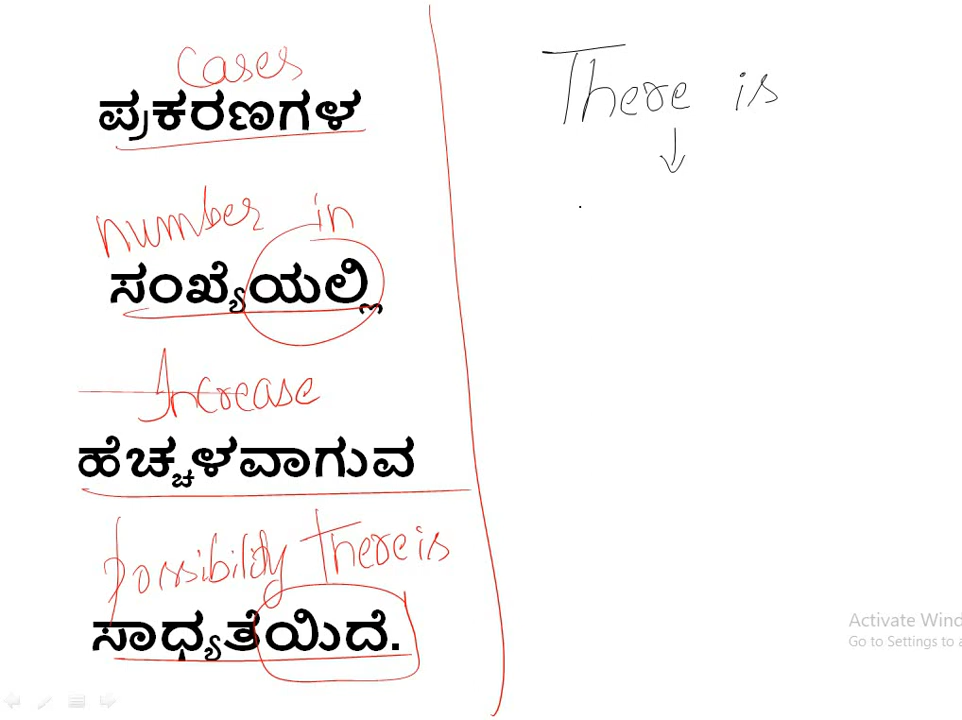 Cases
ಪ್ರಕರಣಗಳ
number in
ಸಂಖ್ಯೆಯಲ್ಲಿ
Increase
ಹೆಚ್ಚಳವಾಗುವ
possibility There is
ಸಾಧ್ಯತೆಯಿದೆ.
There is
Activate Wind
Go to Settings to a